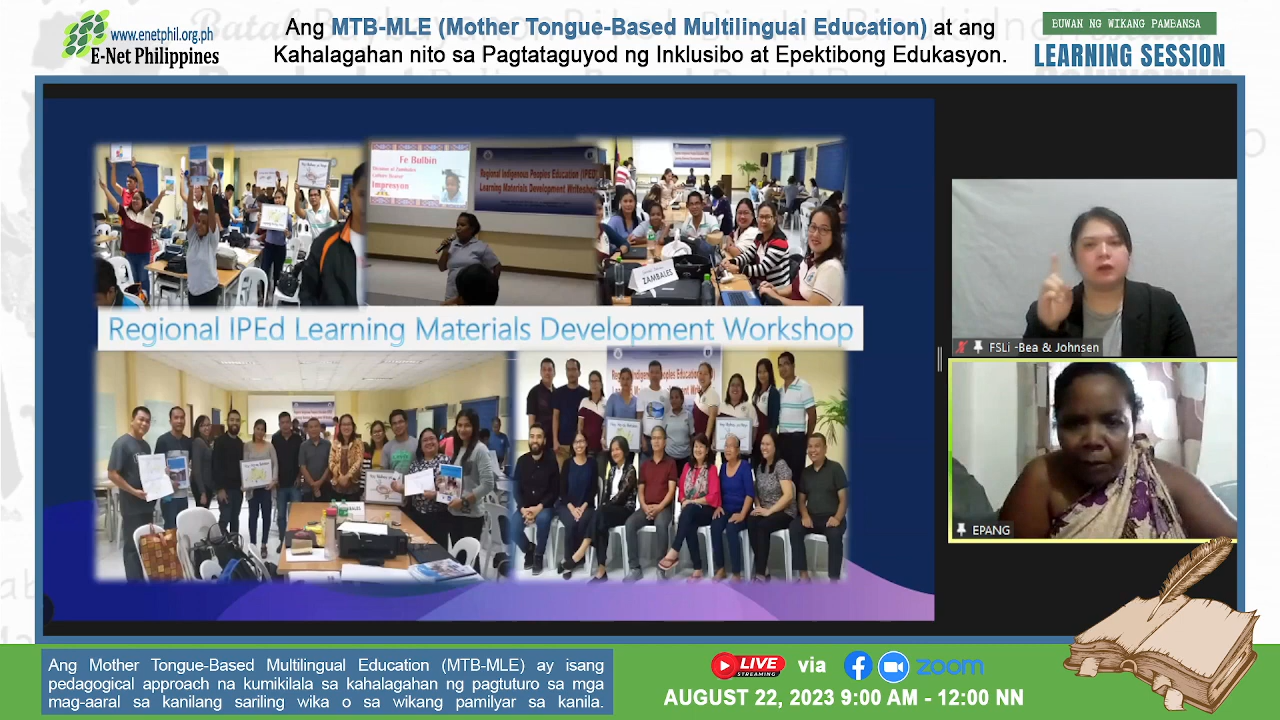 www.enetphil.org.ph
E-Net Philippines
Ang MTB-MLE (Mother Tongue-Based Multilingual Education) at ang
Kahalagahan nito sa Pagtataguyod ng Inklusibo at Epektibong Edukasyon.
BUWAN NG WIKANG PAMBANSA
LEARNING SESSION
Fe Bulbin
Division of Zambales
Impresyon
Regional Indigenous Peoples Education (IPED)
Learning Materials Development Writeshop
ZAMBALES
Regional IPEd Learning Materials Development Workshop
FSLi -Bea & Johnsen
EPANG
Ang Mother Tongue-Based Multilingual Education (MTB-MLE) ay isang
pedagogical approach na kumikilala sa kahalagahan ng pagtuturo sa mga
mag-aaral sa kanilang sariling wika o sa wikang pamilyar sa kanila.
LIVE
STREAMING
via
zoom
AUGUST 22, 2023 9:00 AM - 12:00 NN